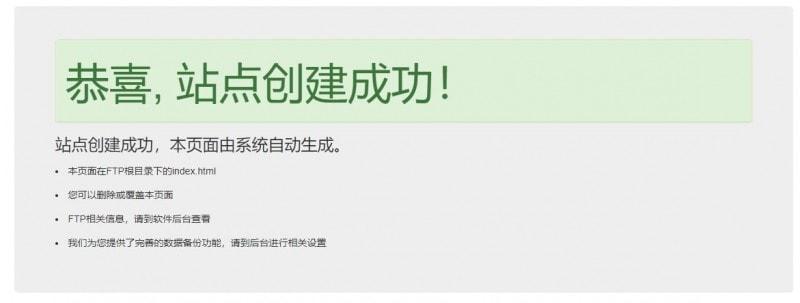 恭喜, 站点创建成功！
站点创建成功，本页面由系统自动生成。
本页面在FTP根目录下的index.html
您可以删除或覆盖本页面
FTP相关信息，请到软件后台查看
我们为您提供了完善的数据备份功能，请到后台进行相关设置